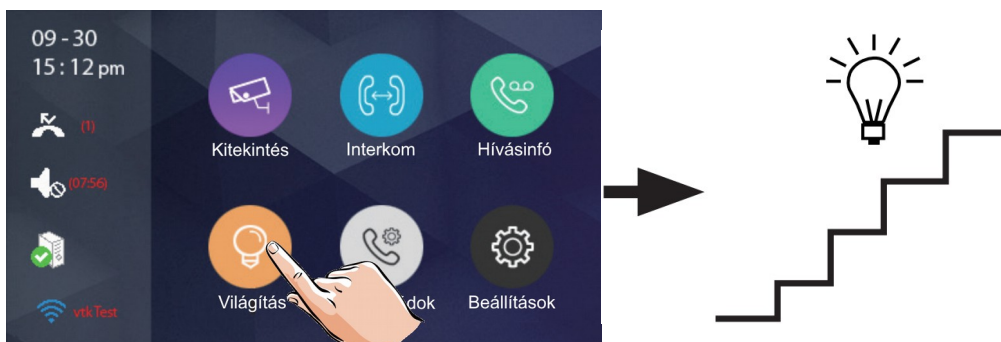 09 - 30
15 : 12 pm
(1)
(07:56)
vtkTest
Kitekintés
Interkom
Hívásinfó
Világítás
Beállítások